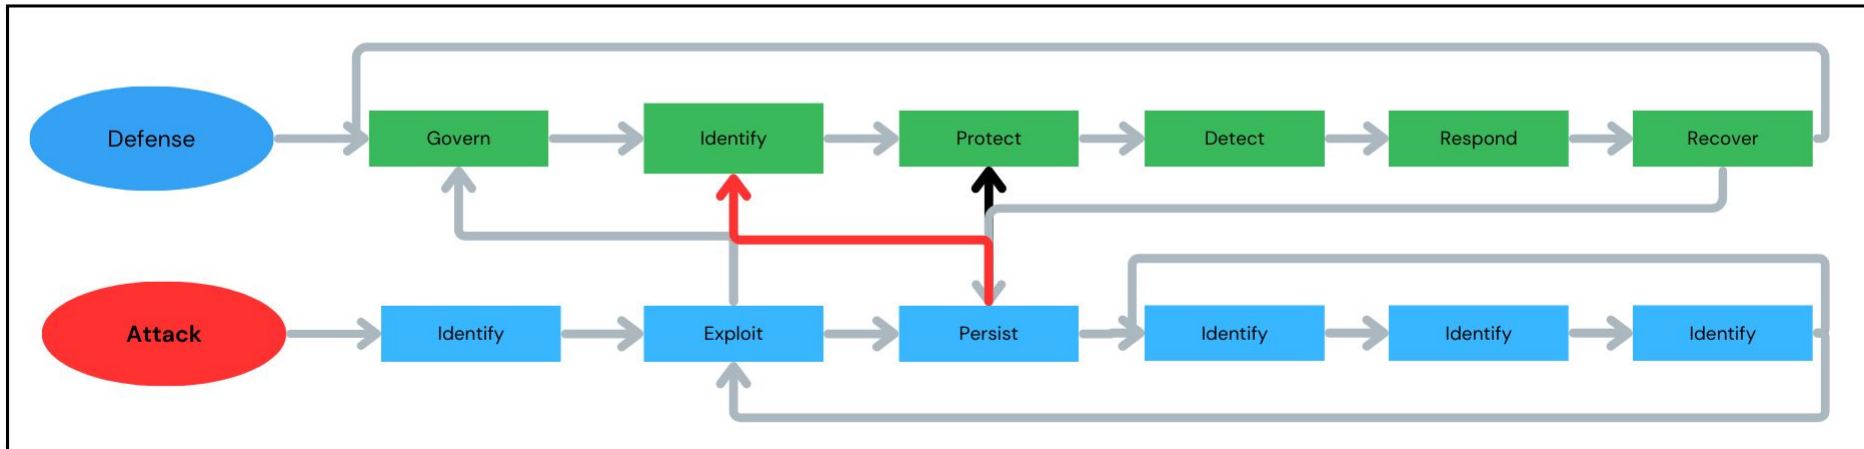 Defense
Govern
Identify
Protect
Detect
Respond
Recover
Attack
Identify
Exploit
Persist
Identify
Identify
Identify